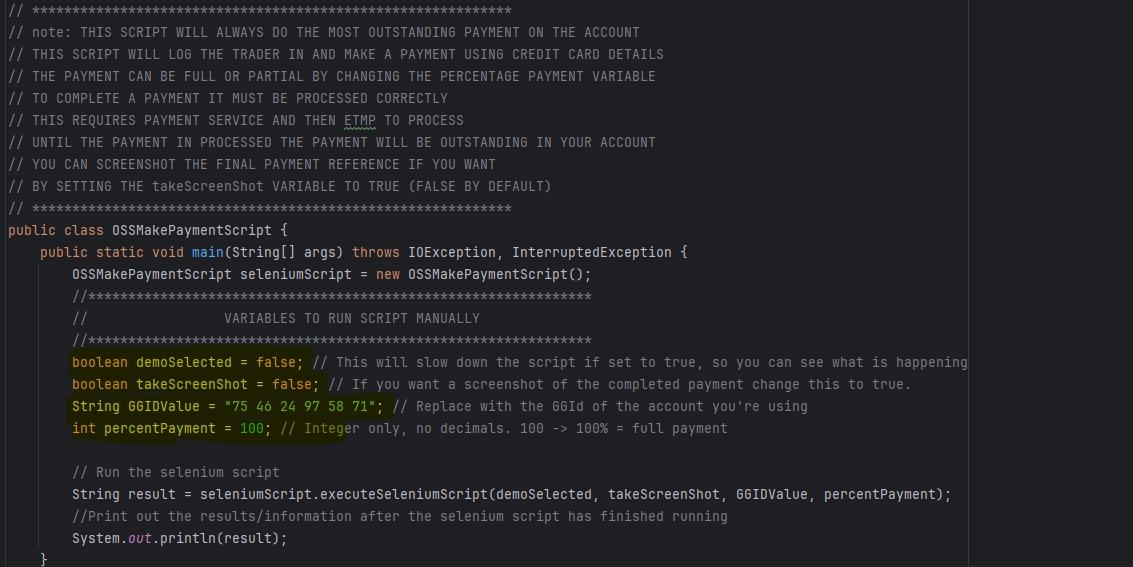 // ************************************************************
// note: THIS SCRIPT WILL ALWAYS DO THE MOST OUTSTANDING PAYMENT ON THE ACCOUNT
// THIS SCRIPT WILL LOG THE TRADER IN AND MAKE A PAYMENT USING CREDIT CARD DETAILS
// THE PAYMENT CAN BE FULL OR PARTIAL BY CHANGING THE PERCENTAGE PAYMENT VARIABLE
// TO COMPLETE A PAYMENT IT MUST BE PROCESSED CORRECTLY
// THIS REQUIRES PAYMENT SERVICE AND THEN ETMP TO PROCESS
// UNTIL THE PAYMENT IN PROCESSED THE PAYMENT WILL BE OUTSTANDING IN YOUR ACCOUNT
// YOU CAN SCREENSHOT THE FINAL PAYMENT REFERENCE IF YOU WANT
// BY SETTING THE takeScreenShot VARIABLE TO TRUE (FALSE BY DEFAULT)
// ************************************************************
public class OSSMakePaymentScript {
    public static void main(String[] args) throws IOException, InterruptedException {
        OSSMakePaymentScript seleniumScript = new OSSMakePaymentScript();
        //***************************************************************
        //                 VARIABLES TO RUN SCRIPT MANUALLY
        //***************************************************************
        boolean demoSelected = false; // This will slow down the script if set to true, so you can see what is happening
        boolean takeScreenShot = false; // If you want a screenshot of the completed payment change this to true.
        String GGIDValue = "75 46 24 97 58 71"; // Replace with the GGId of the account you're using
        int percentPayment = 100; // Integer only, no decimals. 100 -> 100% = full payment
        // Run the selenium script
        String result = seleniumScript.executeSeleniumScript(demoSelected, takeScreenShot, GGIDValue, percentPayment);
        //Print out the results/information after the selenium script has finished running
        System.out.println(result);
    }